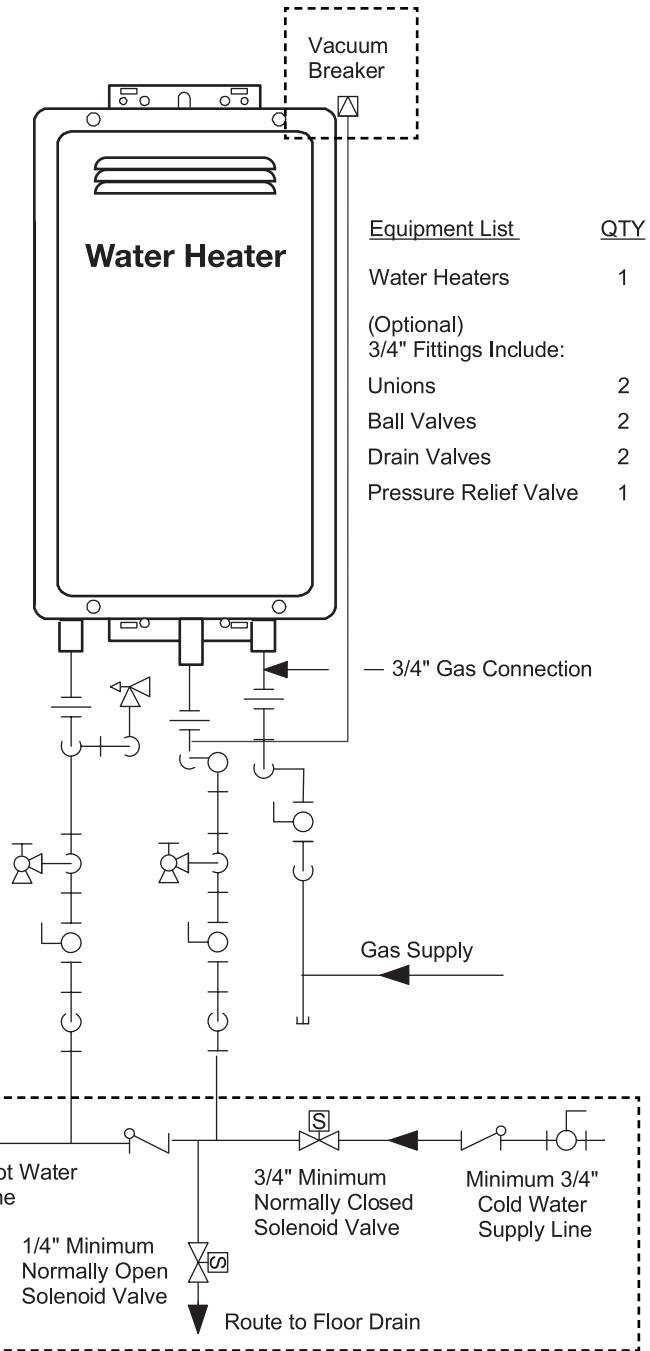 Vacuum
Breaker
Water Heater
Equipment List QTY
Water Heaters 1
(Optional)
3/4" Fittings Include:
Unions 2
Ball Valves 2
Drain Valves 2
Pressure Relief Valve 1
3/4" Gas Connection
Gas Supply
S
ot Water
ne
3/4" Minimum
Normally Closed
Solenoid Valve
Minimum 3/4"
Cold Water
Supply Line
1/4" Minimum
Normally Open
Solenoid Valve
S
Route to Floor Drain